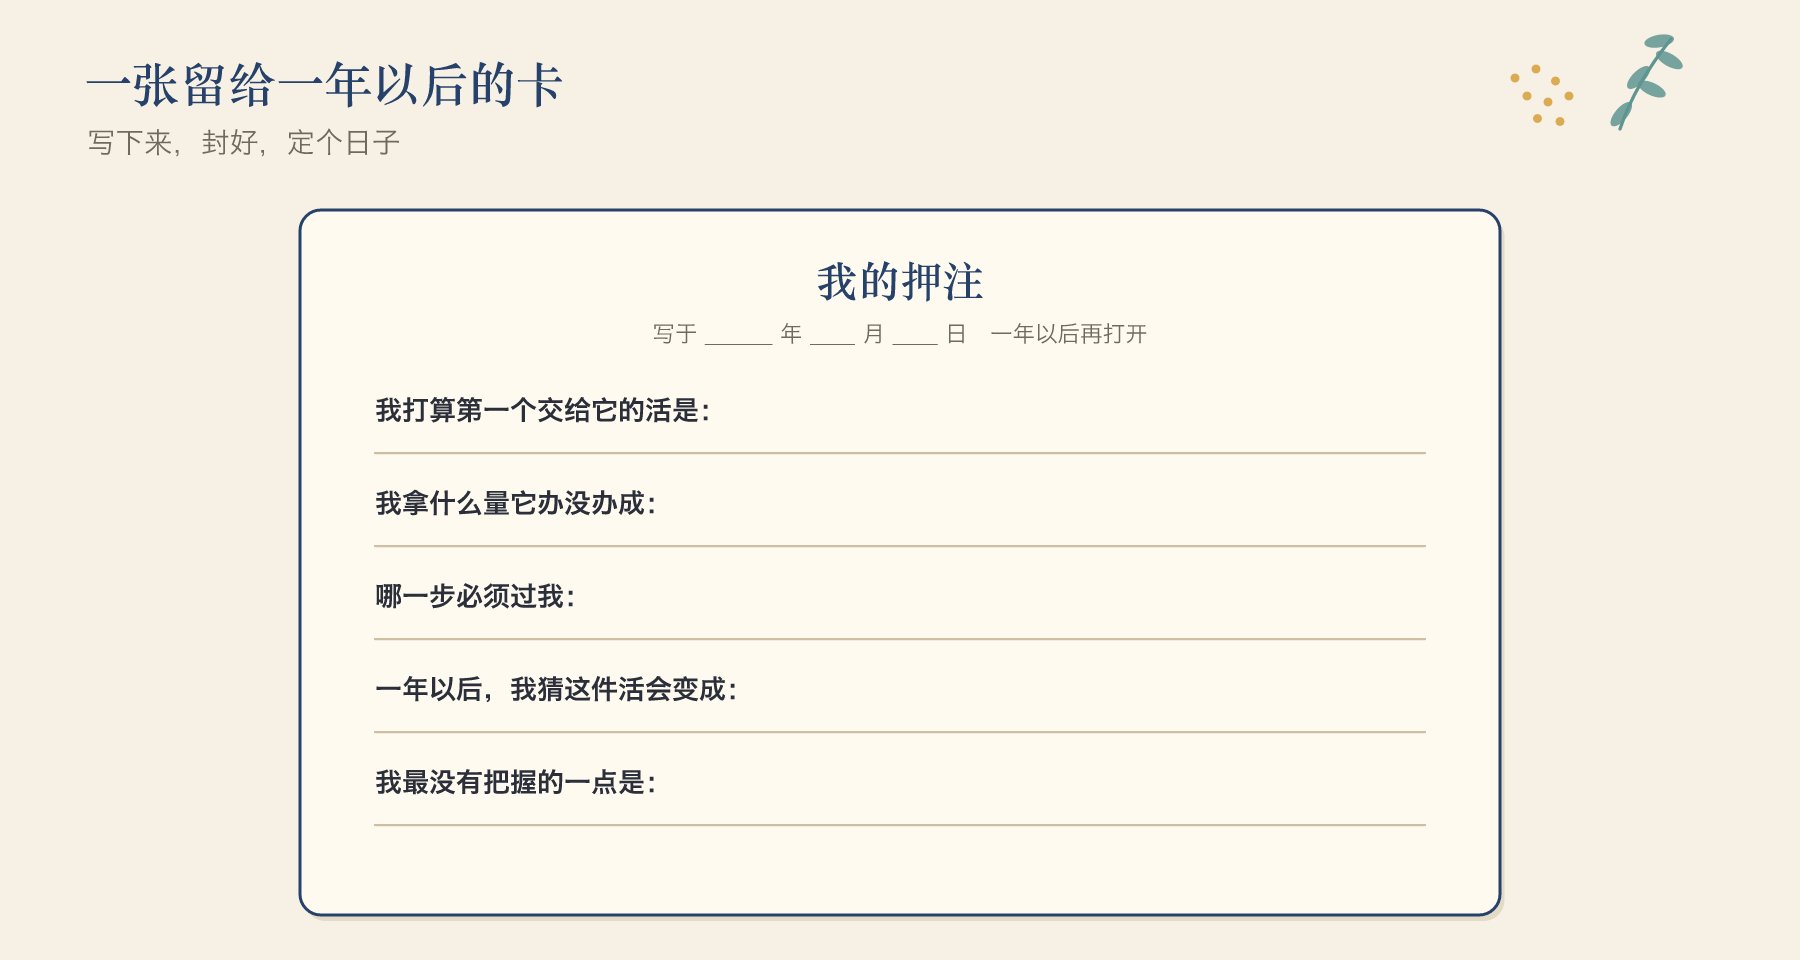 一张留给一年以后的卡
写下来，封好，定个日子
我的押注
写于 ______ 年 ____ 月 ____ 日　一年以后再打开
我打算第一个交给它的活是：
我拿什么量它办没办成：
哪一步必须过我：
一年以后，我猜这件活会变成：
我最没有把握的一点是：